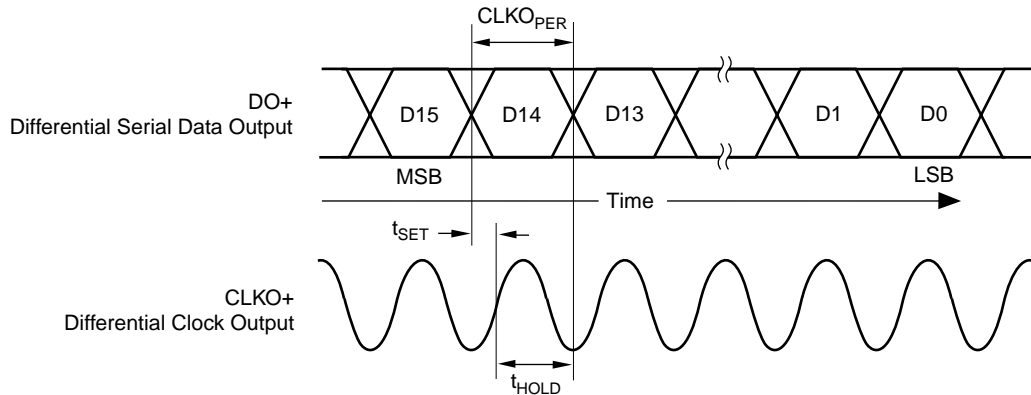 CLKOPER
DO+
Differential Serial Data Output
D15 D14 D13 D1 D0
MSB LSB
Time
tSET
CLKO+
Differential Clock Output
tHOLD